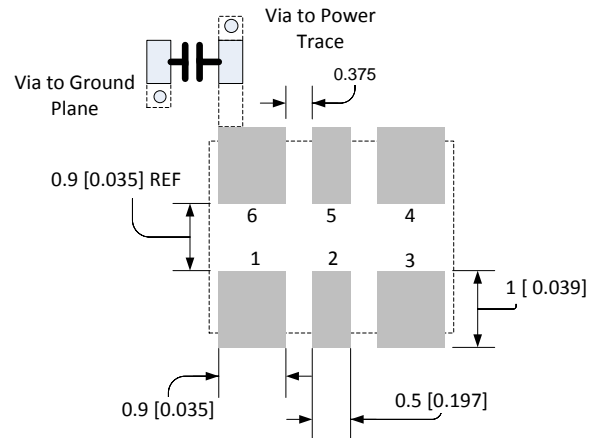 Via to Power
Trace
Via to Ground
Plane
0.375
0.9 [0.035] REF
6 5 4
1 2 3
1 [ 0.039]
0.9 [0.035]
0.5 [0.197]